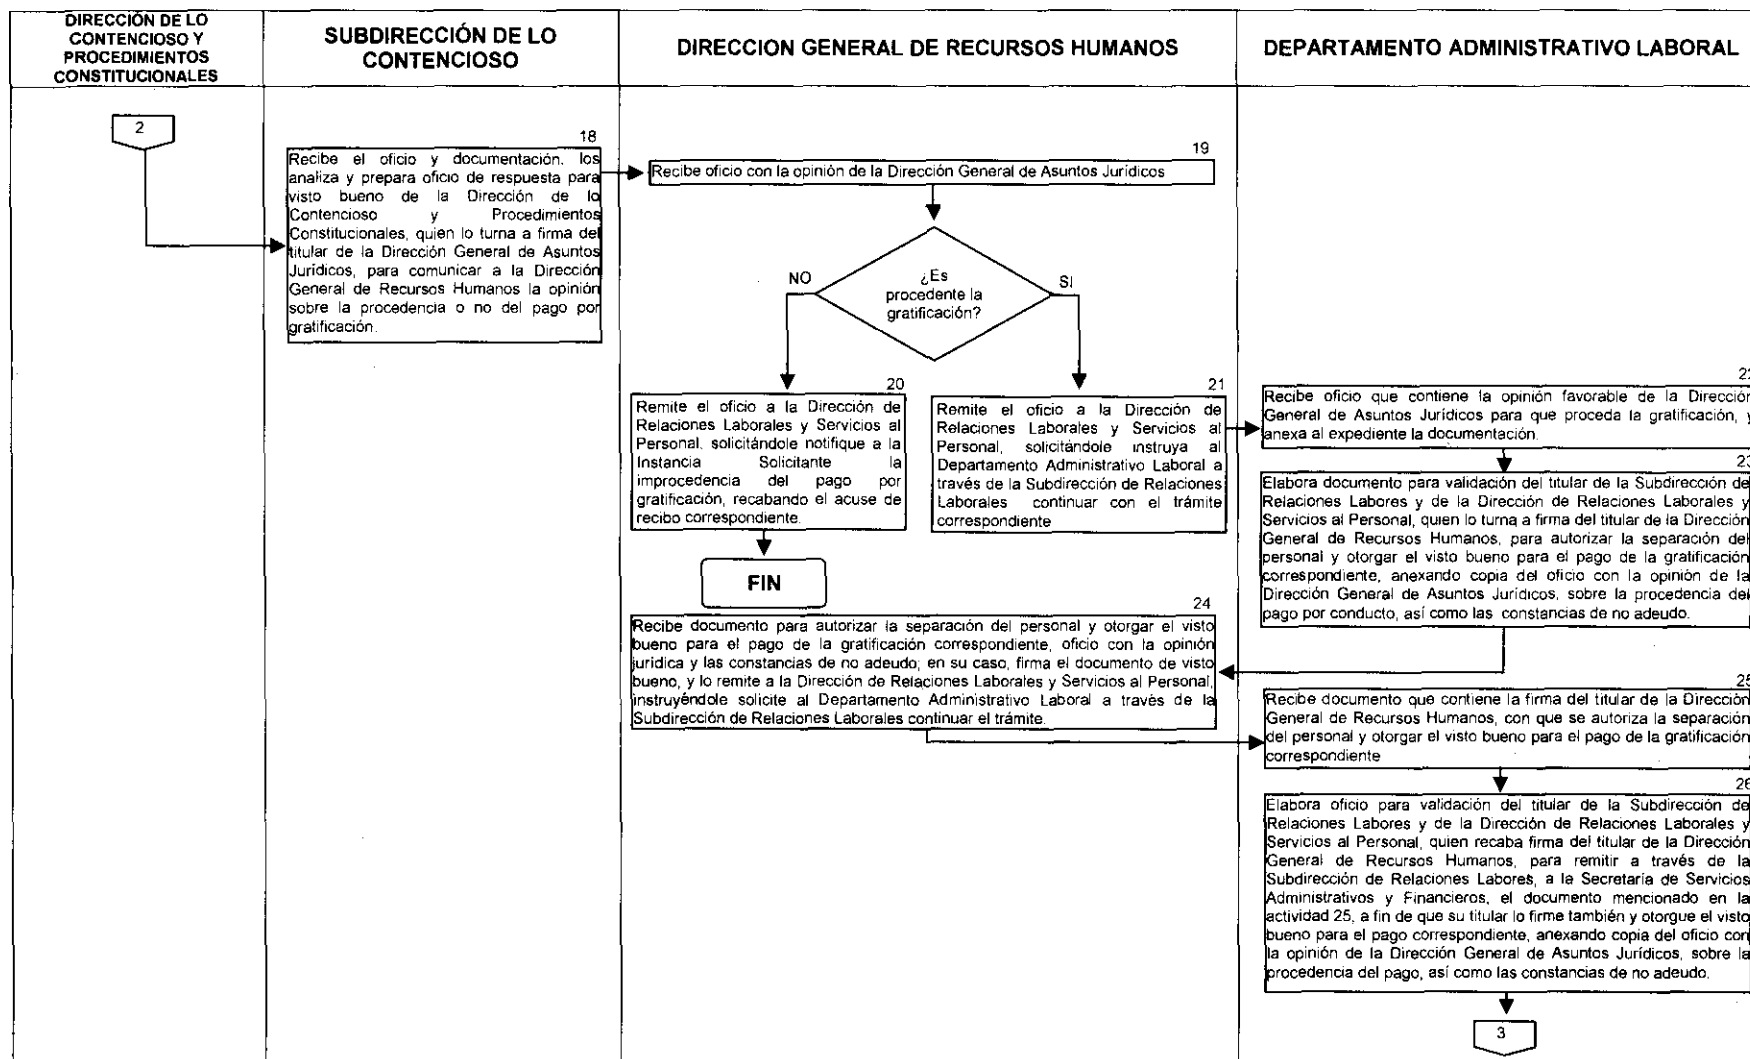 DIRECCIÓN DE LO
CONTENCIOSO Y
PROCEDIMIENTOS
CONSTITUCIONALES
SUBDIRECCIÓN DE LO
CONTENCIOSO
DIRECCION GENERAL DE RECURSOS HUMANOS
DEPARTAMENTO ADMINISTRATIVO LABORAL
2
18
Recibe el oficio y documentación, los
analiza y prepara oficio de respuesta para
visto bueno de la Dirección de lo
Contencioso y Procedimientos
Constitucionales, quien lo turna a firma del
titular de la Dirección General de Asuntos
Jurídicos, para comunicar a la Dirección
General de Recursos Humanos la opinión
sobre la procedencia o no del pago por
gratificación.
19
Recibe oficio con la opinión de la Dirección General de Asuntos Jurídicos
¿Es
procedente la
gratificación?
NO
SI
20
Remite el oficio a la Dirección de
Relaciones Laborales y Servicios al
Personal, solicitándole notifique a la
Instancia Solicitante la
improcedencia del pago por
gratificación, recabando el acuse de
recibo correspondiente.
FIN
21
Remite el oficio a la Dirección de
Relaciones Laborales y Servicios al
Personal, solicitándole instruya al
Departamento Administrativo Laboral a
través de la Subdirección de Relaciones
Laborales continuar con el trámite
correspondiente
22
Recibe oficio que contiene la opinión favorable de la Dirección
General de Asuntos Jurídicos para que proceda la gratificación, y
anexa al expediente la documentación.
23
Elabora documento para validación del titular de la Subdirección de
Relaciones Labores y de la Dirección de Relaciones Laborales y
Servicios al Personal, quien lo turna a firma del titular de la Dirección
General de Recursos Humanos, para autorizar la separación del
personal y otorgar el visto bueno para el pago de la gratificación
correspondiente, anexando copia del oficio con la opinión de la
Dirección General de Asuntos Jurídicos, sobre la procedencia del
pago por conducto, así como las constancias de no adeudo.
24
Recibe documento para autorizar la separación del personal y otorgar el visto
bueno para el pago de la gratificación correspondiente, oficio con la opinión
jurídica y las constancias de no adeudo; en su caso, firma el documento de visto
bueno, y lo remite a la Dirección de Relaciones Laborales y Servicios al Personal,
instruyéndole solicite al Departamento Administrativo Laboral a través de la
Subdirección de Relaciones Laborales continuar el trámite.
25
Recibe documento que contiene la firma del titular de la Dirección
General de Recursos Humanos, con que se autoriza la separación
del personal y otorgar el visto bueno para el pago de la gratificación
correspondiente
26
Elabora oficio para validación del titular de la Subdirección de
Relaciones Labores y de la Dirección de Relaciones Laborales y
Servicios al Personal, quien recaba firma del titular de la Dirección
General de Recursos Humanos, para remitir a través de la
Subdirección de Relaciones Labores, a la Secretaría de Servicios
Administrativos y Financieros, el documento mencionado en la
actividad 25, a fin de que su titular lo firme también y otorgue el visto
bueno para el pago correspondiente, anexando copia del oficio con
la opinión de la Dirección General de Asuntos Jurídicos, sobre la
procedencia del pago, así como las constancias de no adeudo.
3